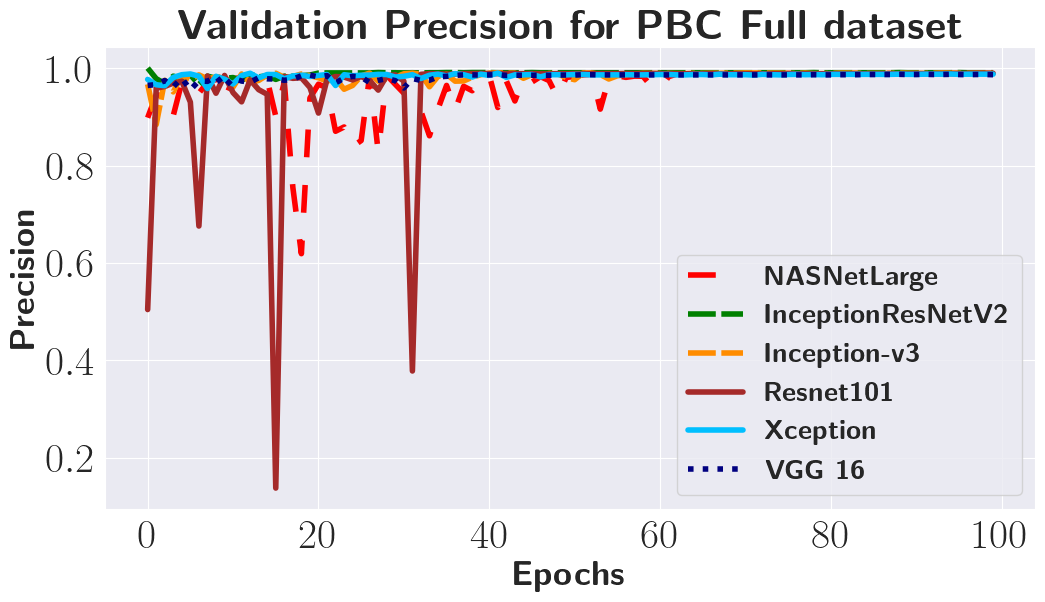 Validation Precision for PBC Full dataset
1.0
0.8
0.6
0.4
0.2
Precision
NASNetLarge
InceptionResNetV2
Inception-v3
Resnet101
Xception
VGG 16
0 20 40 60 80 100
Epochs